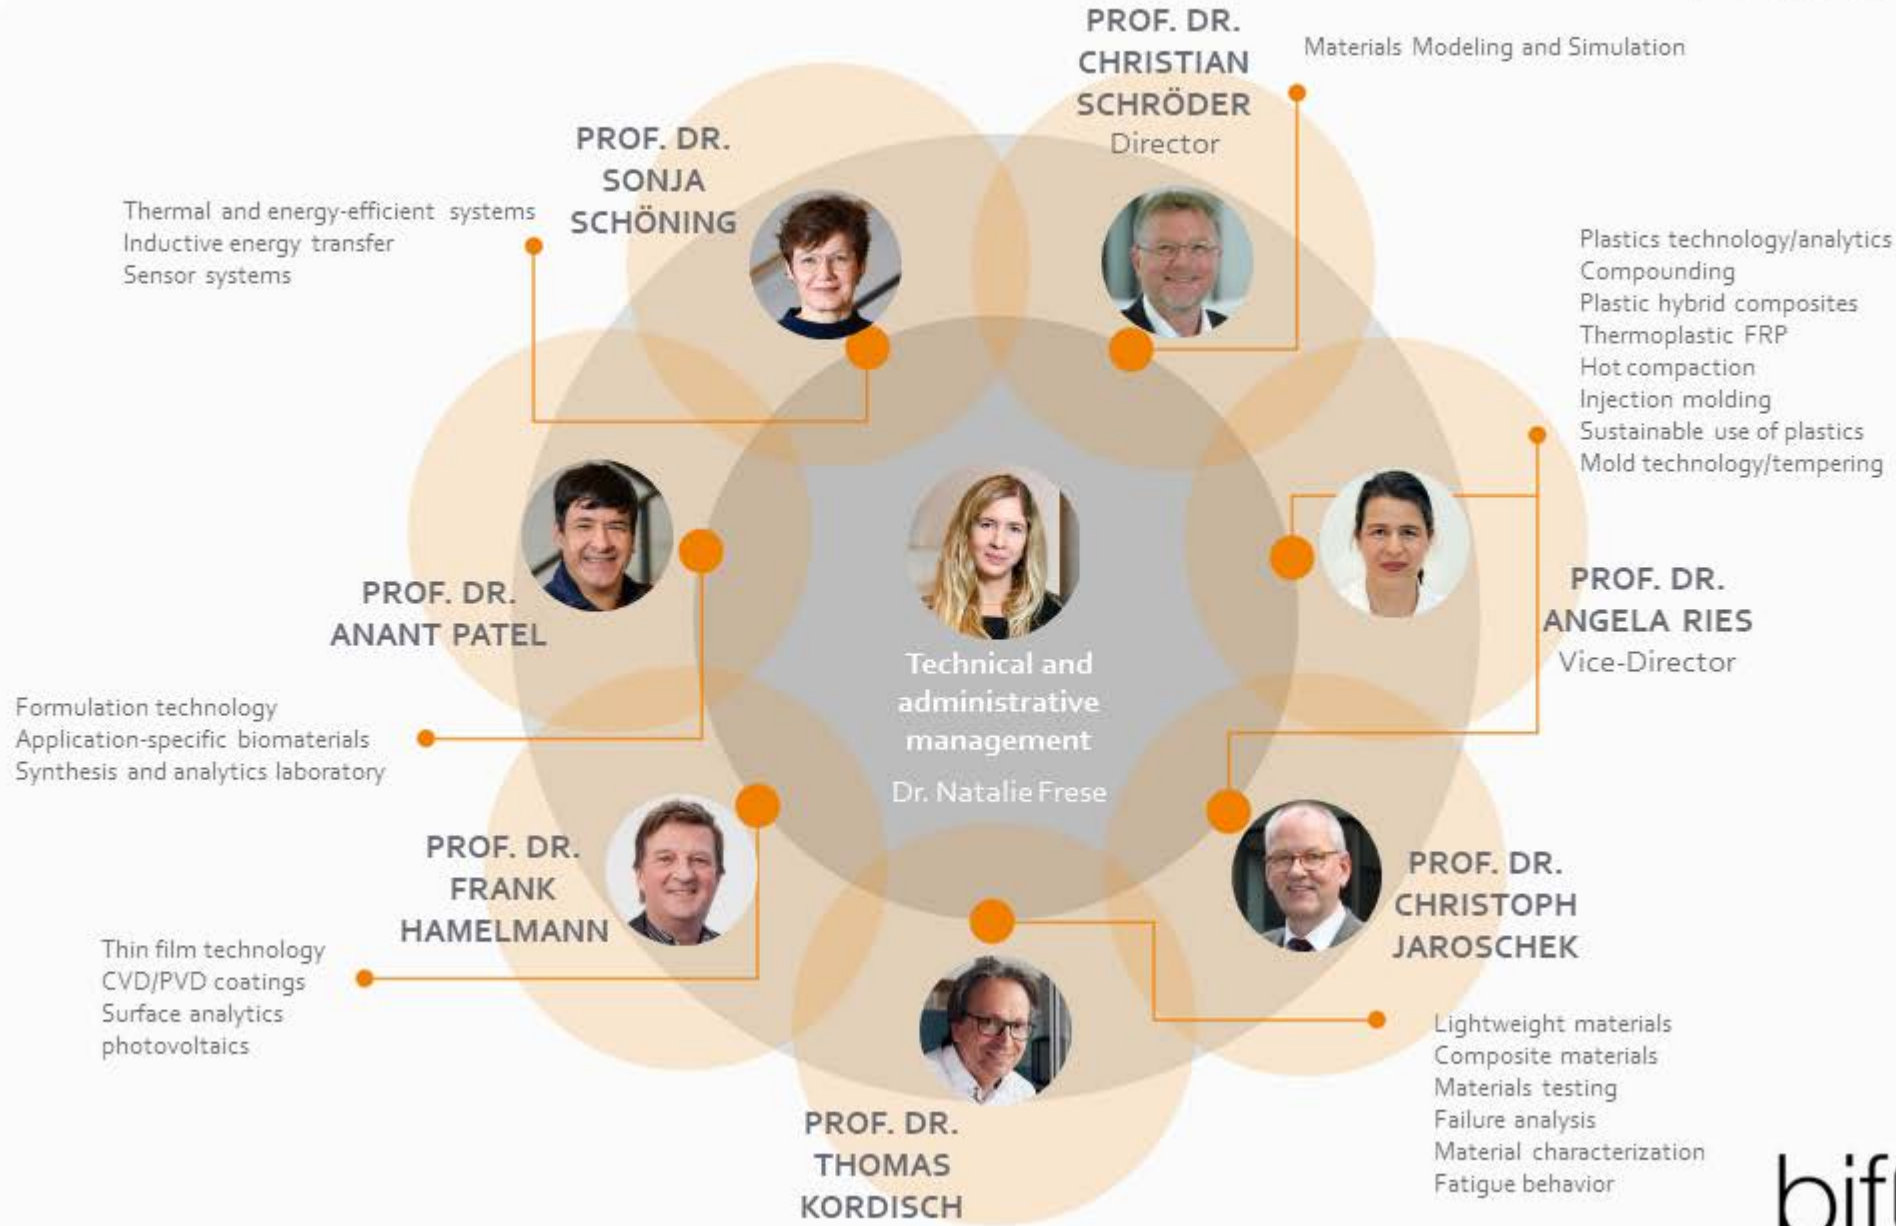 PROF. DR.
CHRISTIAN
SCHRÖDER
Director
Materials Modeling and Simulation
PROF. DR.
SONJA
SCHÖNING
Thermal and energy-efficient systems
Inductive energy transfer
Sensor systems
Plastics technology/analytics
Compounding
Plastic hybrid composites
Thermoplastic FRP
Hot compaction
Injection molding
Sustainable use of plastics
Mold technology/tempering
PROF. DR.
ANANT PATEL
PROF. DR.
ANGELA RIES
Vice-Director
Technical and
administrative
management
Dr. Natalie Frese
Formulation technology
Application-specific biomaterials
Synthesis and analytics laboratory
PROF. DR.
FRANK
HAMELMANN
PROF. DR.
CHRISTOPH
JAROSCHEK
Thin film technology
CVD/PVD coatings
Surface analytics
photovoltaics
Lightweight materials
Composite materials
Materials testing
Failure analysis
Material characterization
Fatigue behavior
PROF. DR.
THOMAS
KORDISCH